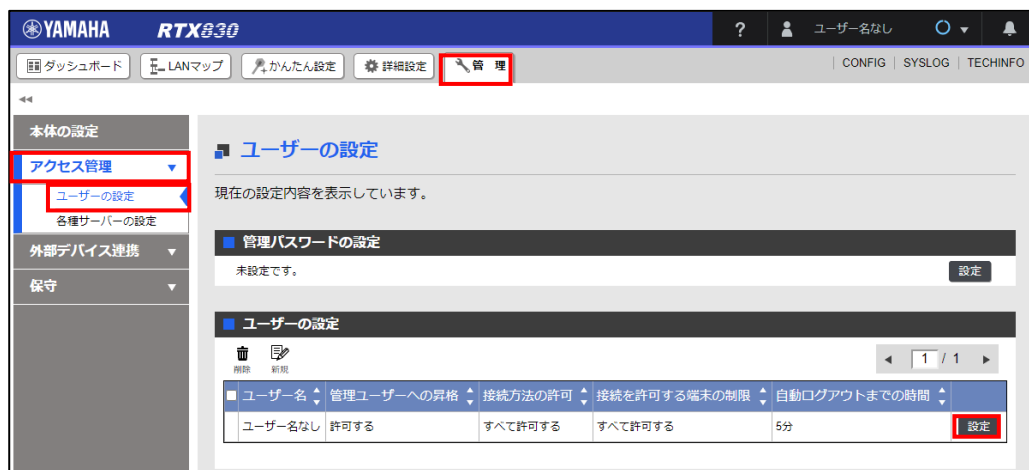 YAMAHA RTX830 ? ユーザー名なし
ダッシュボード LANマップ かんたん設定 詳細設定 管 理 CONFIG SYSLOG TECHINFO
本体の設定
アクセス管理
ユーザーの設定
各種サーバーの設定
外部デバイス連携
保守
ユーザーの設定
現在の設定内容を表示しています。
管理パスワードの設定
未設定です。 設定
ユーザーの設定
削除 新規 1 / 1
ユーザー名 管理ユーザーへの昇格 接続方法の許可 接続を許可する端末の制限 自動ログアウトまでの時間
ユーザー名なし 許可する すべて許可する すべて許可する 5分 設定